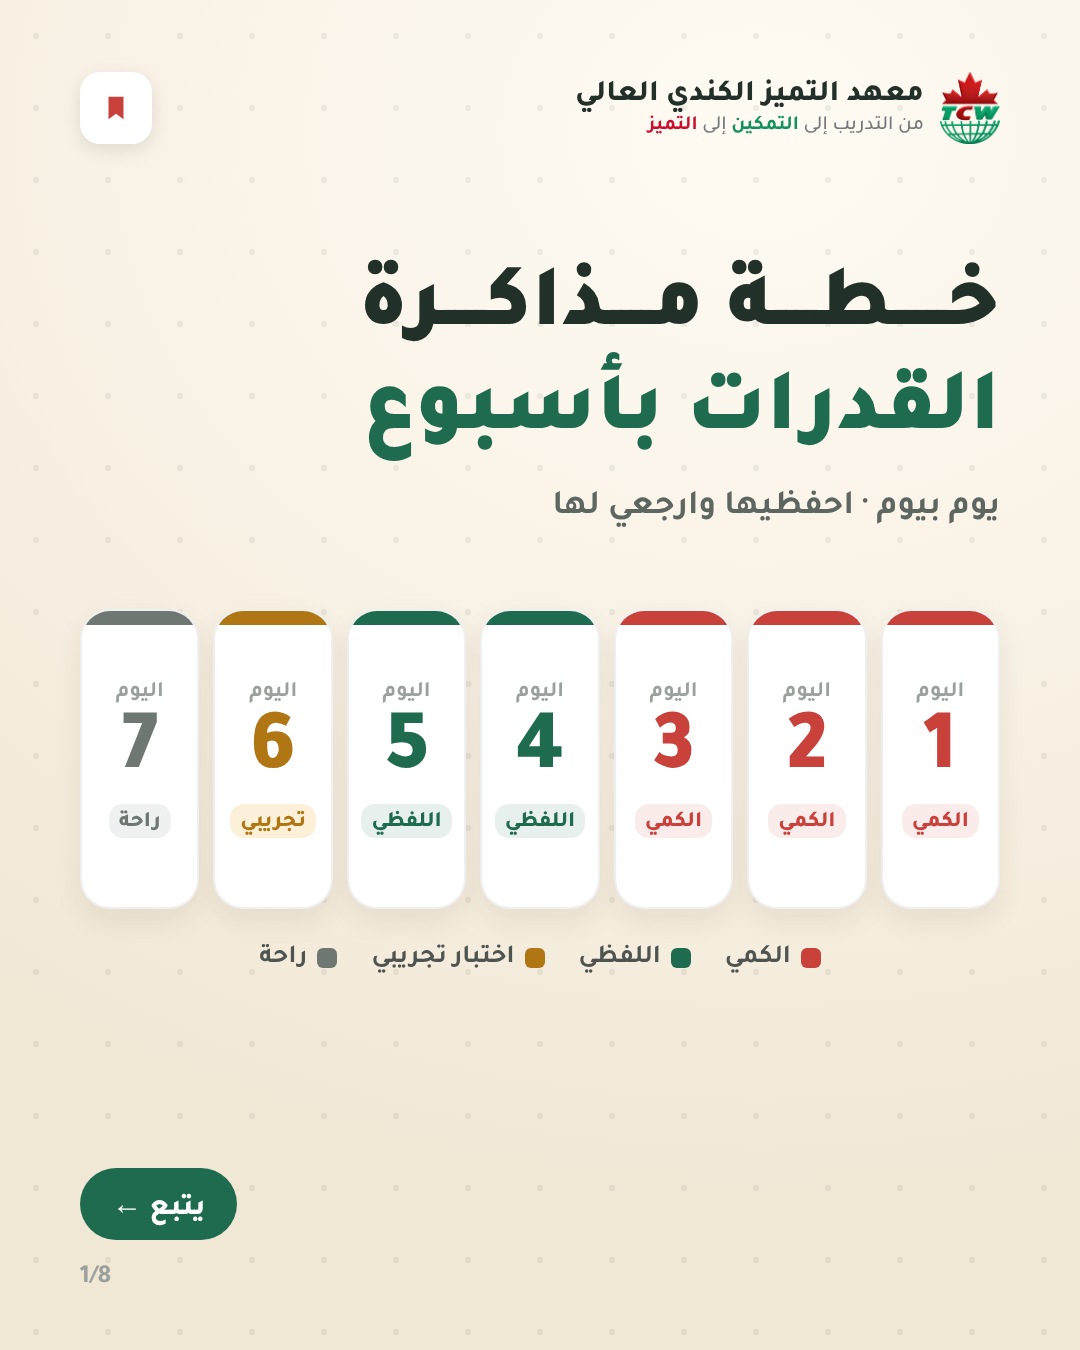 معهد التميز الكندي العالي
من التدريب إلى التمكين إلى التميز
TCW
خـــطـــة مـــذاكـــرة
القدرات بأسبوع
يوم بيوم · احفظيها وارجعي لها
اليوم
1
الكمي
اليوم
2
الكمي
اليوم
3
الكمي
اليوم
4
اللفظي
اليوم
5
اللفظي
اليوم
6
تجريبي
اليوم
7
راحة
الكمي
اللفظي
اختبار تجريبي
راحة
يتبع ←
1/8